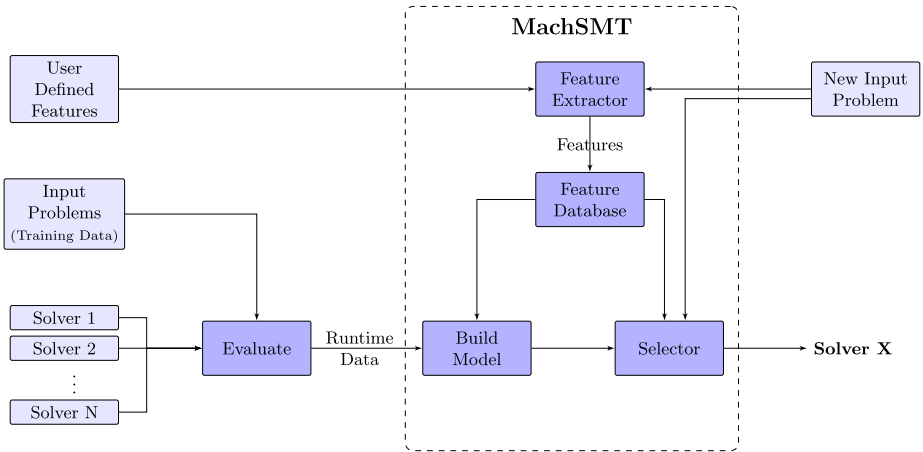 MachSMT
User
Defined
Features
Feature
Extractor
New Input
Problem
Features
Input
Problems
(Training Data)
Feature
Database
Solver 1
Solver 2
Solver N
Evaluate
Runtime
Data
Build
Model
Selector
Solver X